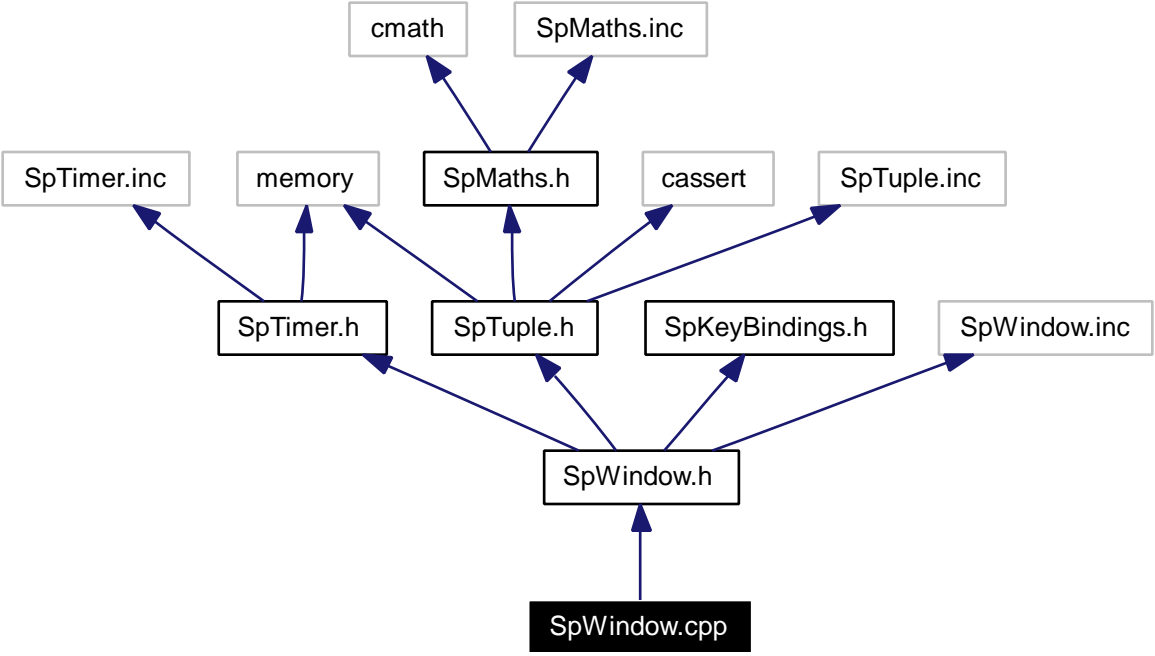 cmath
SpMaths.inc
SpTimer.inc
memory
SpMaths.h
cassert
SpTuple.inc
SpTimer.h
SpTuple.h
SpKeyBindings.h
SpWindow.inc
SpWindow.h
SpWindow.cpp